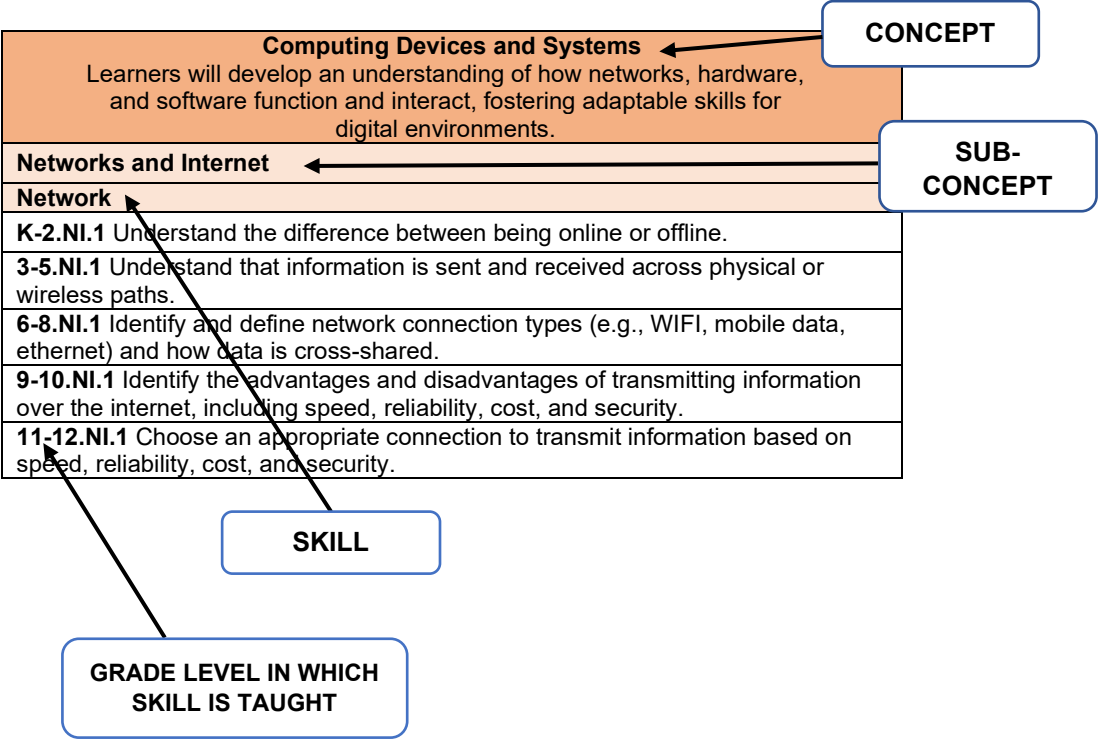 CONCEPT
Computing Devices and Systems
Learners will develop an understanding of how networks, hardware,
and software function and interact, fostering adaptable skills for
digital environments.
SUB-
CONCEPT
Networks and Internet
Network
K-2.NI.1 Understand the difference between being online or offline.
3-5.NI.1 Understand that information is sent and received across physical or
wireless paths.
6-8.NI.1 Identify and define network connection types (e.g., WIFI, mobile data,
ethernet) and how data is cross-shared.
9-10.NI.1 Identify the advantages and disadvantages of transmitting information
over the internet, including speed, reliability, cost, and security.
11-12.NI.1 Choose an appropriate connection to transmit information based on
speed, reliability, cost, and security.
SKILL
GRADE LEVEL IN WHICH
SKILL IS TAUGHT